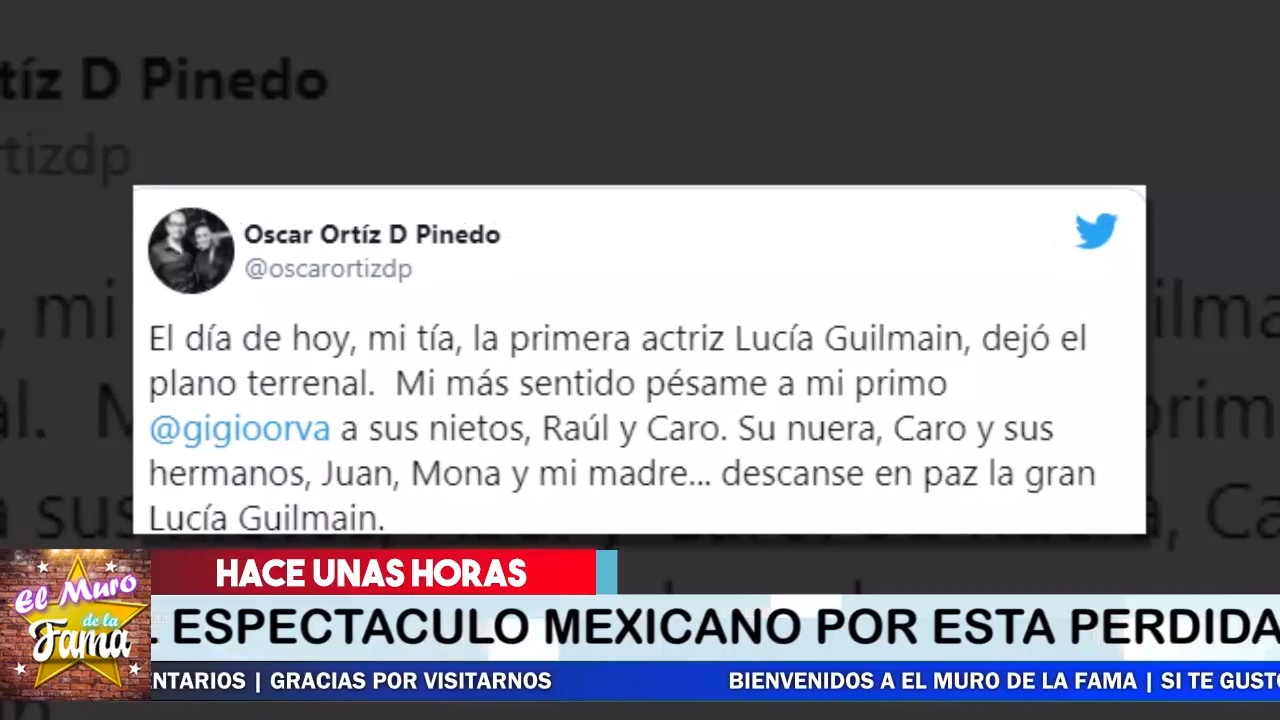 tíz D Pinedo
rtizdp
Oscar Ortíz D Pinedo
@oscarortizdp
El día de hoy, mi tía, la primera actriz Lucía Guilmain, dejó el
plano terrenal.  Mi más sentido pésame a mi primo
@gigioorva a sus nietos, Raúl y Caro. Su nuera, Caro y sus
hermanos, Juan, Mona y mi madre... descanse en paz la gran
Lucía Guilmain.
HACE UNAS HORAS
El Muro
de la
Fama
ESPECTACULO MEXICANO POR ESTA PERDIDA
NTARIOS | GRACIAS POR VISITARNOS BIENVENIDOS A EL MURO DE LA FAMA | SI TE GUSTO